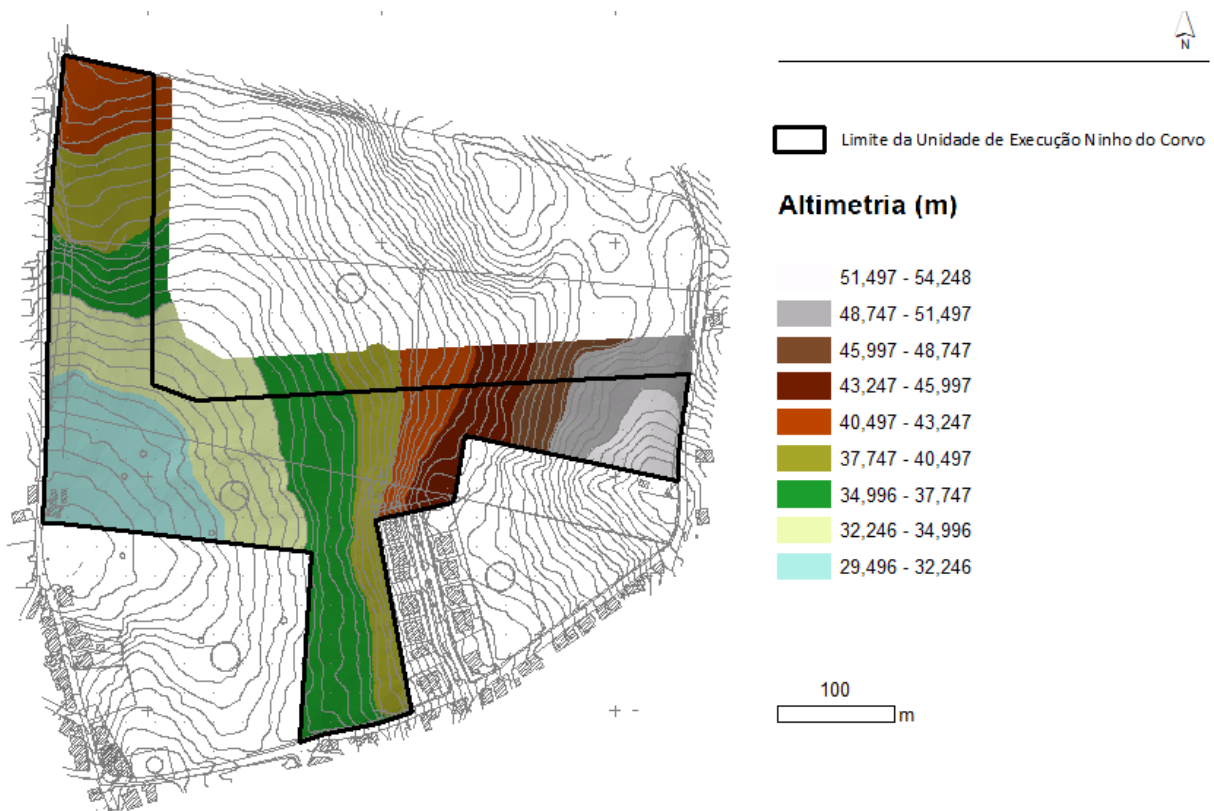 N
Limite da Unidade de Execução Ninho do Corvo
Altimetria (m)
51,497 - 54,248
48,747 - 51,497
45,997 - 48,747
43,247 - 45,997
40,497 - 43,247
37,747 - 40,497
34,996 - 37,747
32,246 - 34,996
29,496 - 32,246
100
m